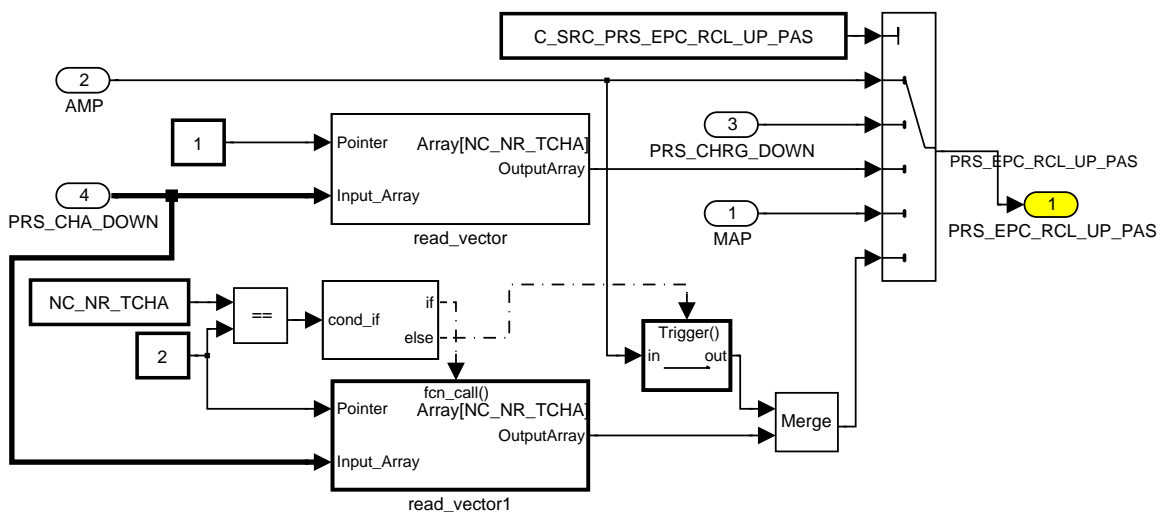 C_SRC_PRS_EPC_RCL_UP_PAS
2
AMP
1
Pointer
Array[NC_NR_TCHA]
OutputArray
Input_Array
read_vector
3
PRS_CHRG_DOWN
4
PRS_CHA_DOWN
1
MAP
PRS_EPC_RCL_UP_PAS
1
PRS_EPC_RCL_UP_PAS
NC_NR_TCHA
==
2
cond_if
if
else
Trigger()
in
out
fcn_call()
Pointer
Array[NC_NR_TCHA]
OutputArray
Input_Array
read_vector1
Merge